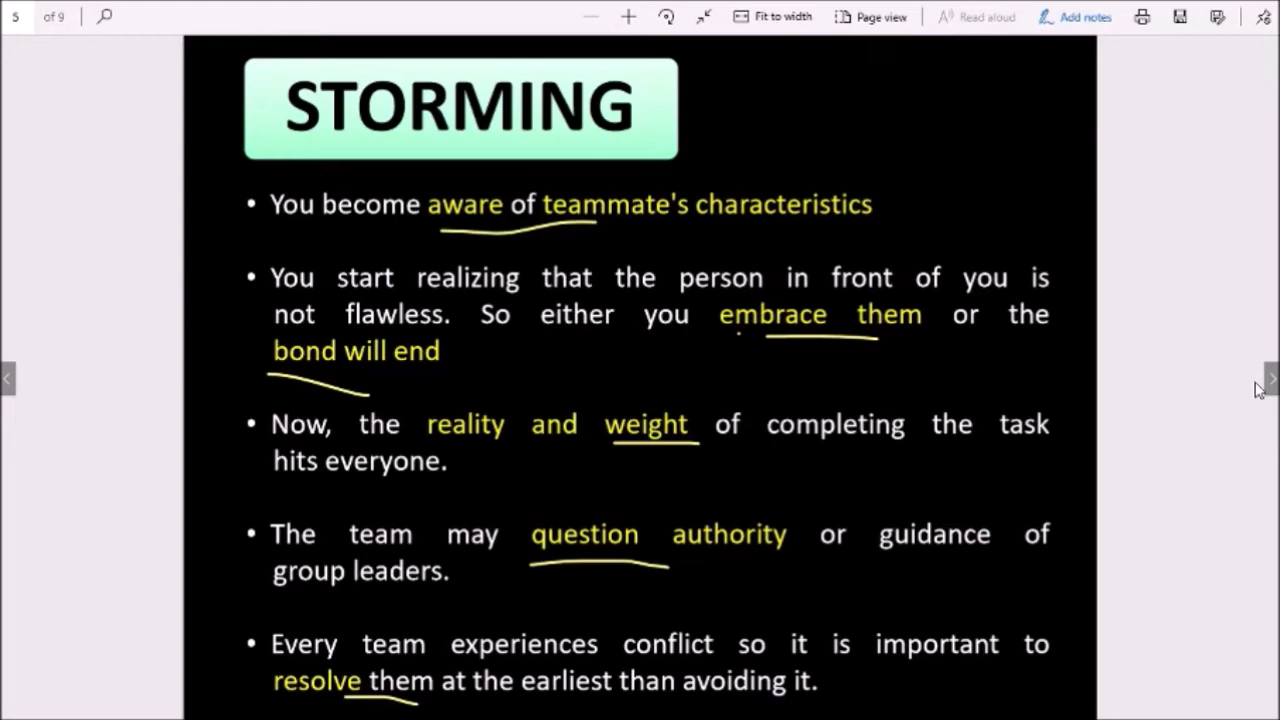 5 of 9 Fit to width Page view Read aloud Add notes
STORMING
• You become aware of teammate's characteristics
• You start realizing that the person in front of you is
not flawless. So either you embrace them or the
bond will end
• Now, the reality and weight of completing the task
hits everyone.
• The team may question authority or guidance of
group leaders.
• Every team experiences conflict so it is important to
resolve them at the earliest than avoiding it.